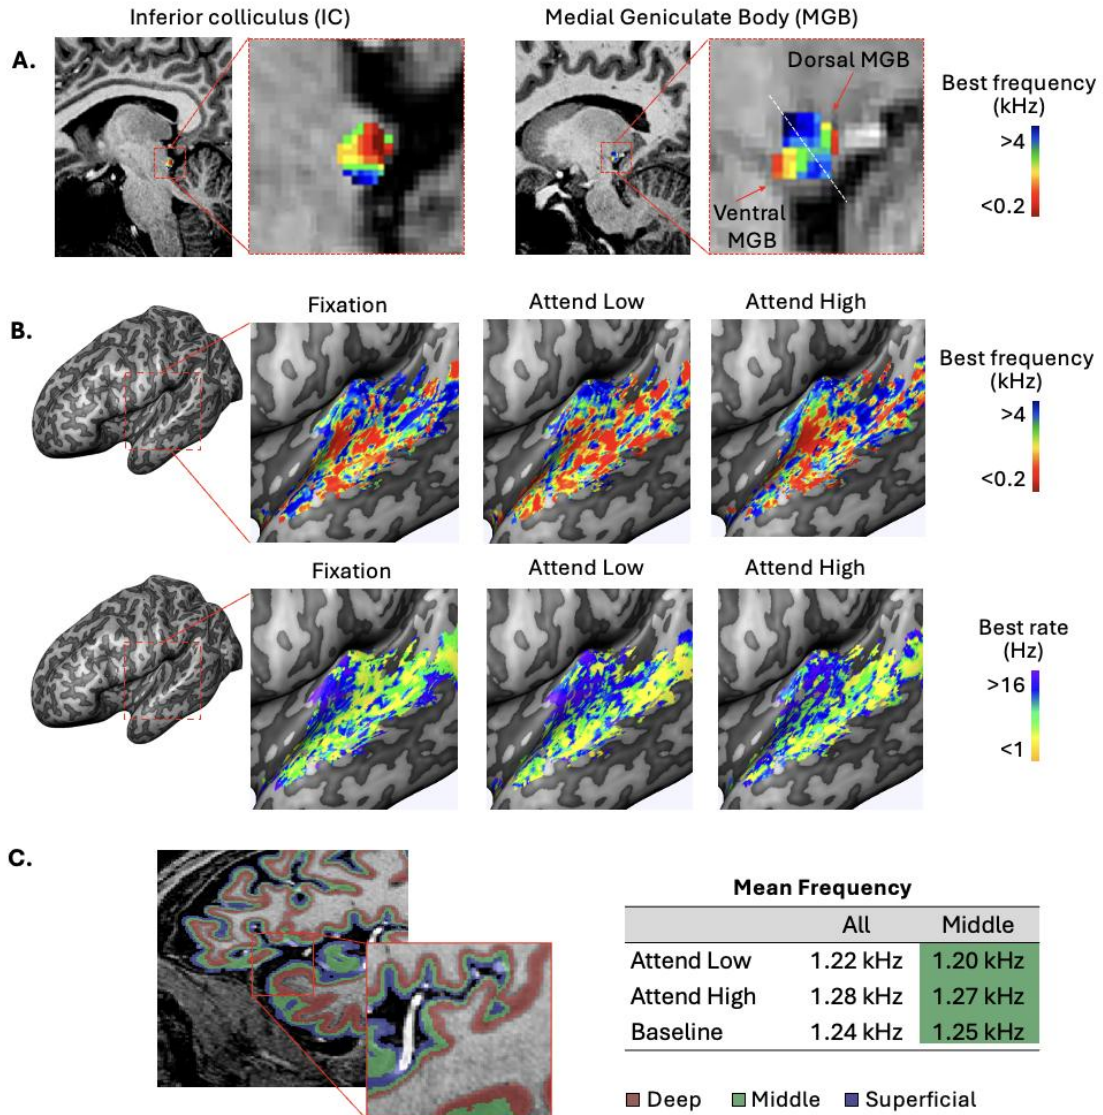 Inferior colliculus (IC)
Medial Geniculate Body (MGB)
A.
Dorsal MGB
Ventral
MGB
Best frequency
(kHz)
>4
<0.2
B.
Fixation
Attend Low
Attend High
Best frequency
(kHz)
>4
<0.2
Fixation
Attend Low
Attend High
Best rate
(Hz)
>16
<1
C.
Mean Frequency
All Middle
Attend Low 1.22 kHz 1.20 kHz
Attend High 1.28 kHz 1.27 kHz
Baseline 1.24 kHz 1.25 kHz
Deep Middle Superficial